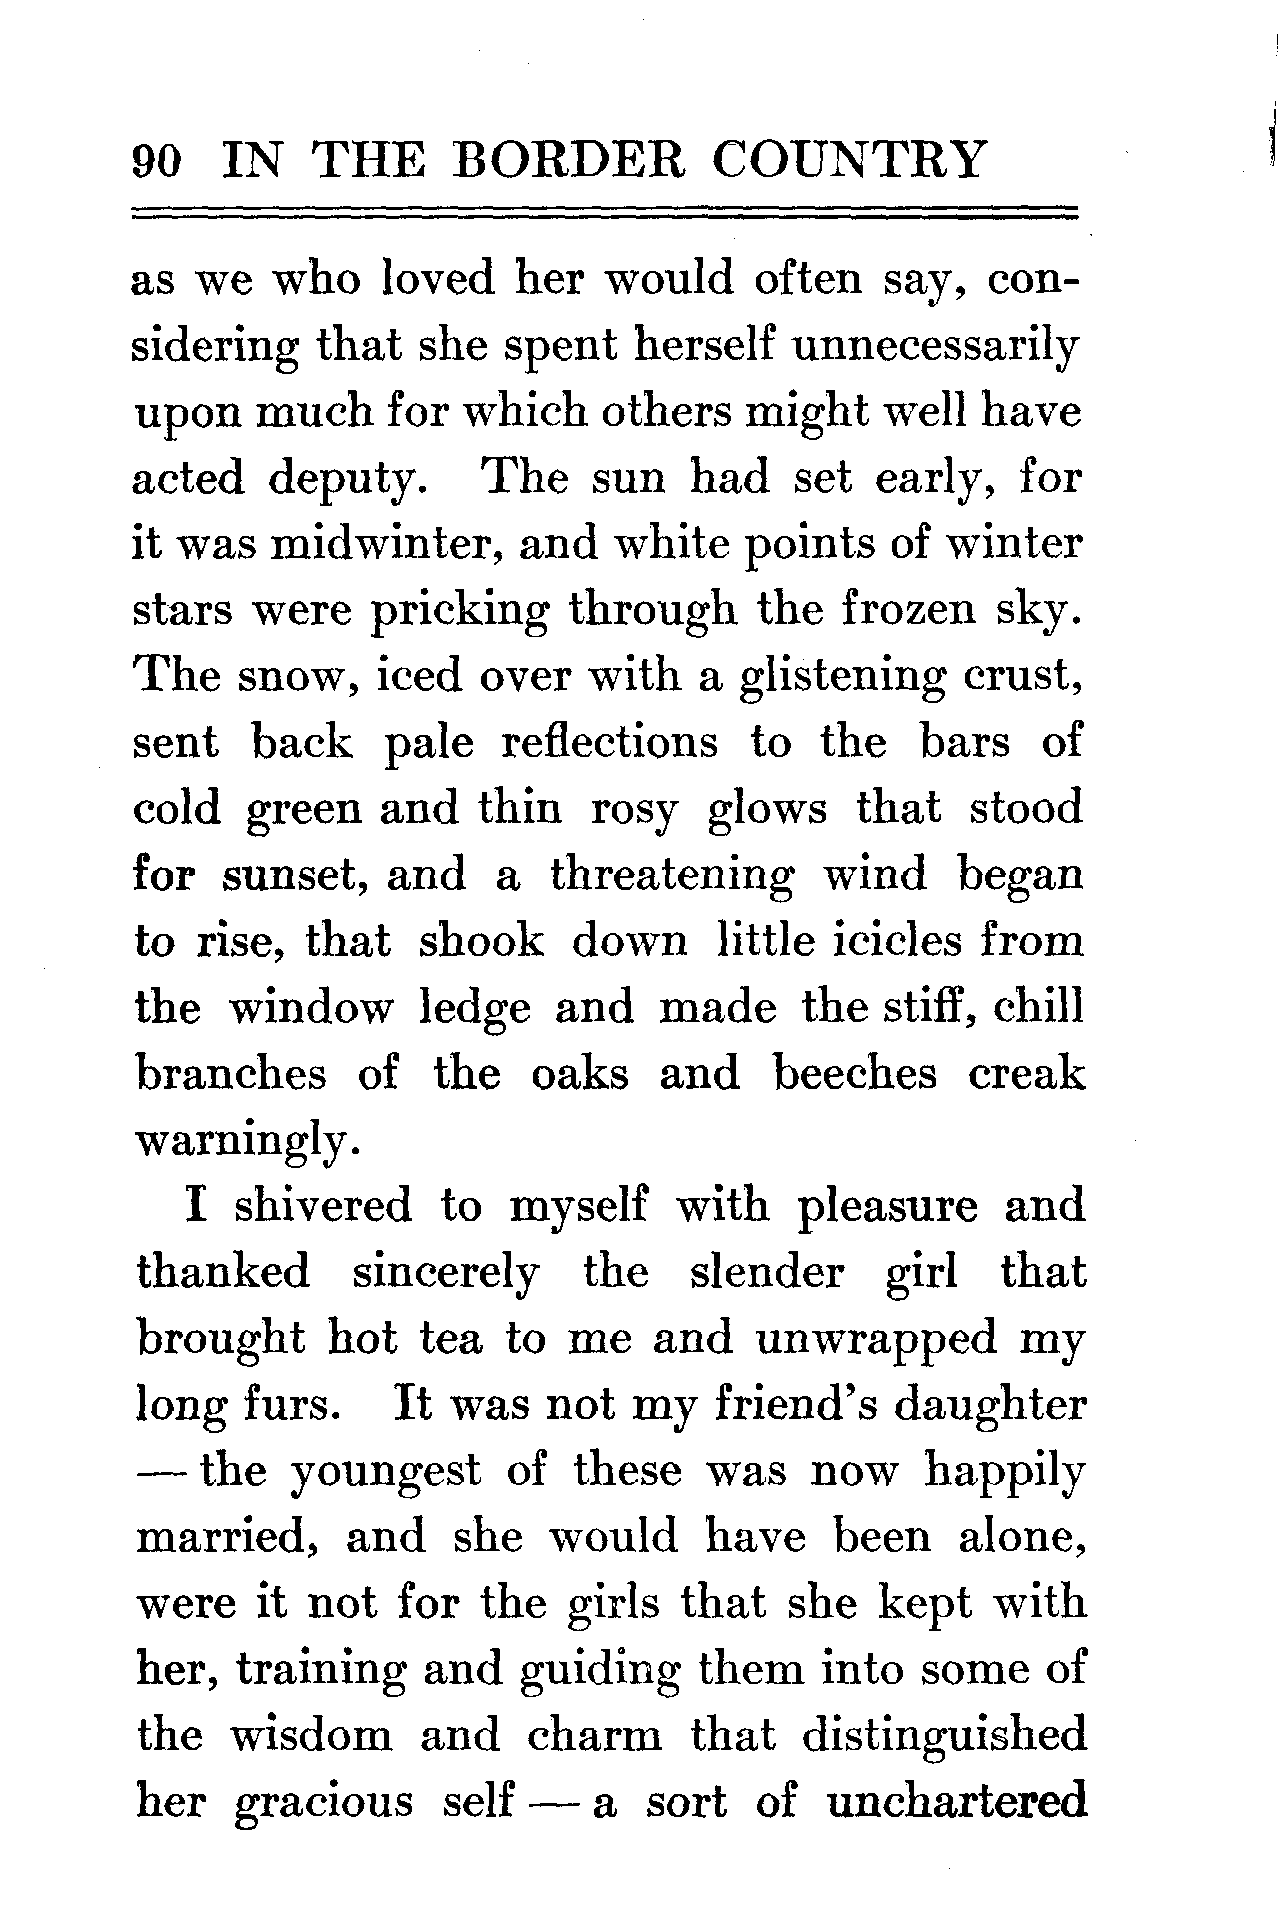 90 IN THE BORDER COUNTRY
as we who loved her would often say, con-
sidering that she spent herself unnecessarily
upon much for which others might well have
acted deputy. The sun had set early, for
it was midwinter, and white points of winter
stars were pricking through the frozen sky.
The snow, iced over with a glistening crust,
sent back pale reflections to the bars of
cold green and thin rosy glows that stood
for sunset, and a threatening wind began
to rise, that shook down little icicles from
the window ledge and made the stiff, chill
branches of the oaks and beeches creak
warningly.
I shivered to myself with pleasure and
thanked sincerely the slender girl that
brought hot tea to me and unwrapped my
long furs. It was not my friend's daughter
— the youngest of these was now happily
married, and she would have been alone,
were it not for the girls that she kept with
her, training and guiding them into some of
the wisdom and charm that distinguished
her gracious self — a sort of unchartered